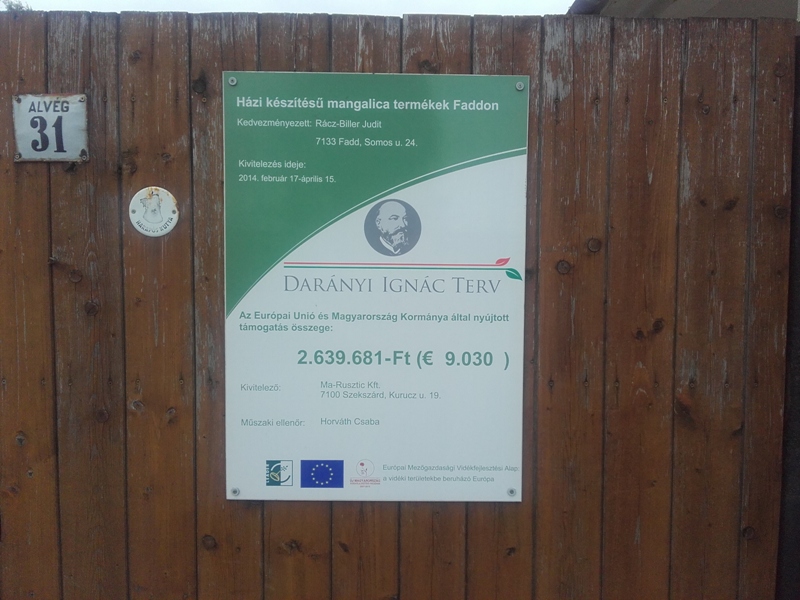 ALVÉG
31
HARAPÓS KUTYA
Házi készítésű mangalica termékek Faddon
Kedvezményezett: Rácz-Biller Judit
7133 Fadd, Somos u. 24.
Kivitelezés ideje:
2014. február 17-április 15.
DARÁNYI IGNÁC TERV
Az Európai Unió és Magyarország Kormánya által nyújtott
támogatás összege:
2.639.681-Ft (€ 9.030 )
Kivitelező: Ma-Rusztic Kft.
7100 Szekszárd, Kurucz u. 19.
Műszaki ellenőr: Horváth Csaba
Európai Mezőgazdasági Vidékfejlesztési Alap:
a vidéki területekbe beruházó Európa